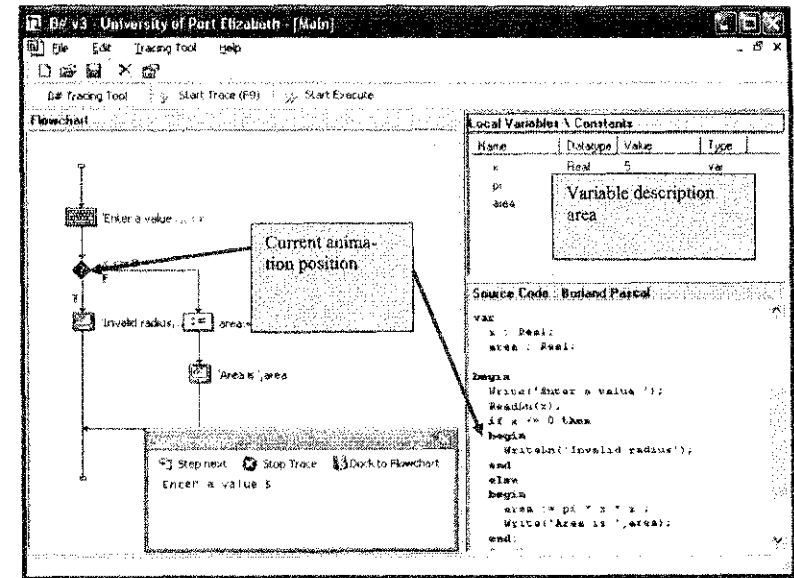 B# v3 - University of Port Elizabeth - [Main]
File Edit Tracing Tool Help
B# Tracing Tool Start Trace (F9) Start Execute
Flowchart
'Enter a value
F
T
'Invalid radius,
:=
area
'Area is ',area
Current anima-
tion position
Step next Stop Trace Dock to Flowchart
Enter a value 5
Local Variables \ Constants
Name Datatype Value Type
x Real 5 var
pi
area
Variable description
area
Source Code : Borland Pascal
var
x : Real;
area : Real;
begin
Write('Enter a value ');
Readln(x);
if x <= 0 then
begin
Writeln('Invalid radius');
end
else
begin
area := pi * x * x ;
Write('Area is ',area);
end;